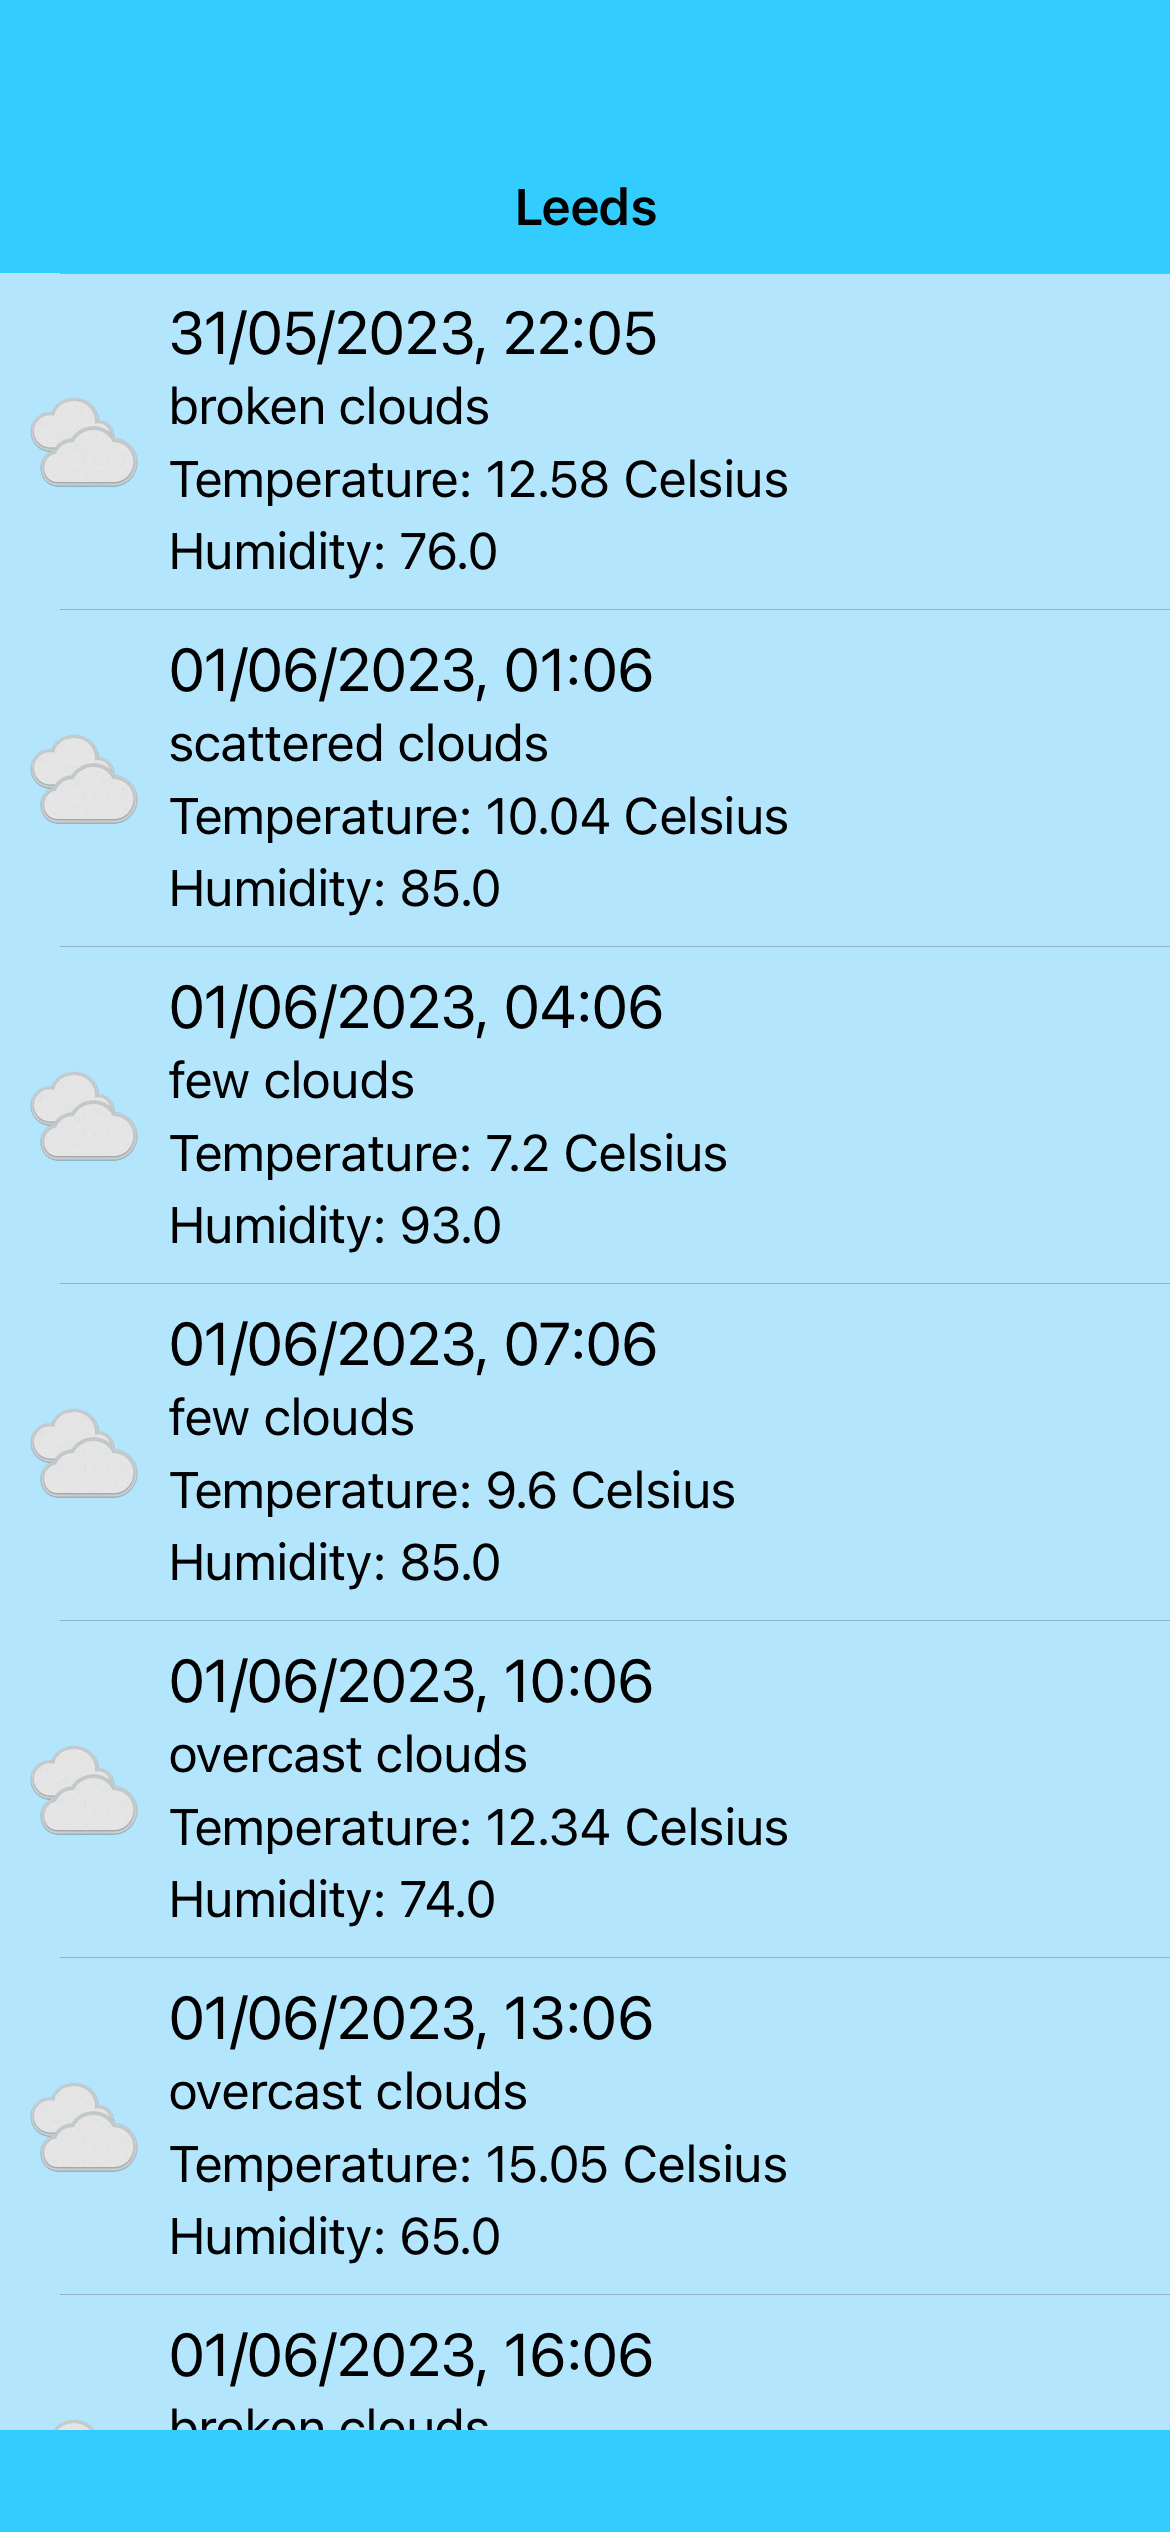 Leeds
31/05/2023, 22:05
broken clouds
Temperature: 12.58 Celsius
Humidity: 76.0
01/06/2023, 01:06
scattered clouds
Temperature: 10.04 Celsius
Humidity: 85.0
01/06/2023, 04:06
few clouds
Temperature: 7.2 Celsius
Humidity: 93.0
01/06/2023, 07:06
few clouds
Temperature: 9.6 Celsius
Humidity: 85.0
01/06/2023, 10:06
overcast clouds
Temperature: 12.34 Celsius
Humidity: 74.0
01/06/2023, 13:06
overcast clouds
Temperature: 15.05 Celsius
Humidity: 65.0
01/06/2023, 16:06
broken clouds